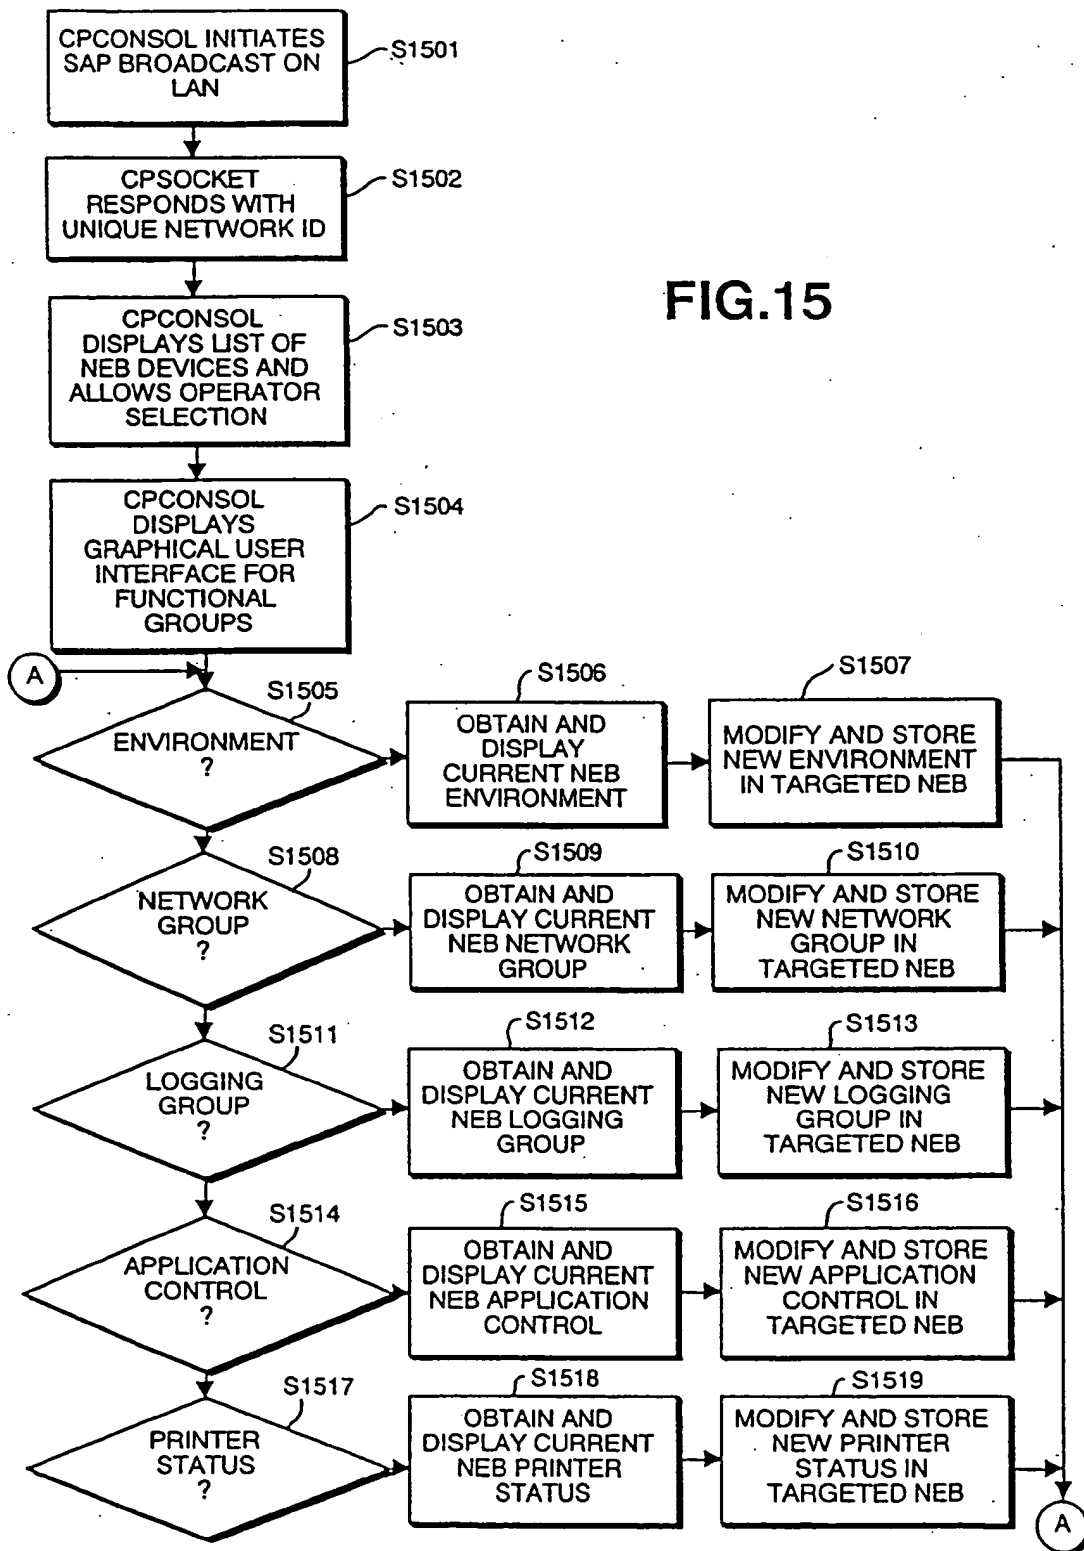 CPCONSOL INITIATES
SAP BROADCAST ON
LAN
S1501
CPSOCKET
RESPONDS WITH
UNIQUE NETWORK ID
S1502
FIG.15
CPCONSOL
DISPLAYS LIST OF
NEB DEVICES AND
ALLOWS OPERATOR
SELECTION
S1503
CPCONSOL
DISPLAYS
GRAPHICAL USER
INTERFACE FOR
FUNCTIONAL
GROUPS
S1504
A
ENVIRONMENT
?
S1505
S1506
OBTAIN AND
DISPLAY
CURRENT NEB
ENVIRONMENT
S1507
MODIFY AND STORE
NEW ENVIRONMENT
IN TARGETED NEB
NETWORK
GROUP
?
S1508
S1509
OBTAIN AND
DISPLAY CURRENT
NEB NETWORK
GROUP
S1510
MODIFY AND STORE
NEW NETWORK
GROUP IN
TARGETED NEB
LOGGING
GROUP
?
S1511
S1512
OBTAIN AND
DISPLAY CURRENT
NEB LOGGING
GROUP
S1513
MODIFY AND STORE
NEW LOGGING
GROUP IN
TARGETED NEB
APPLICATION
CONTROL
?
S1514
S1515
OBTAIN AND
DISPLAY CURRENT
NEB APPLICATION
CONTROL
S1516
MODIFY AND STORE
NEW APPLICATION
CONTROL IN
TARGETED NEB
PRINTER
STATUS
?
S1517
S1518
OBTAIN AND
DISPLAY CURRENT
NEB PRINTER
STATUS
S1519
MODIFY AND STORE
NEW PRINTER
STATUS IN
TARGETED NEB
A